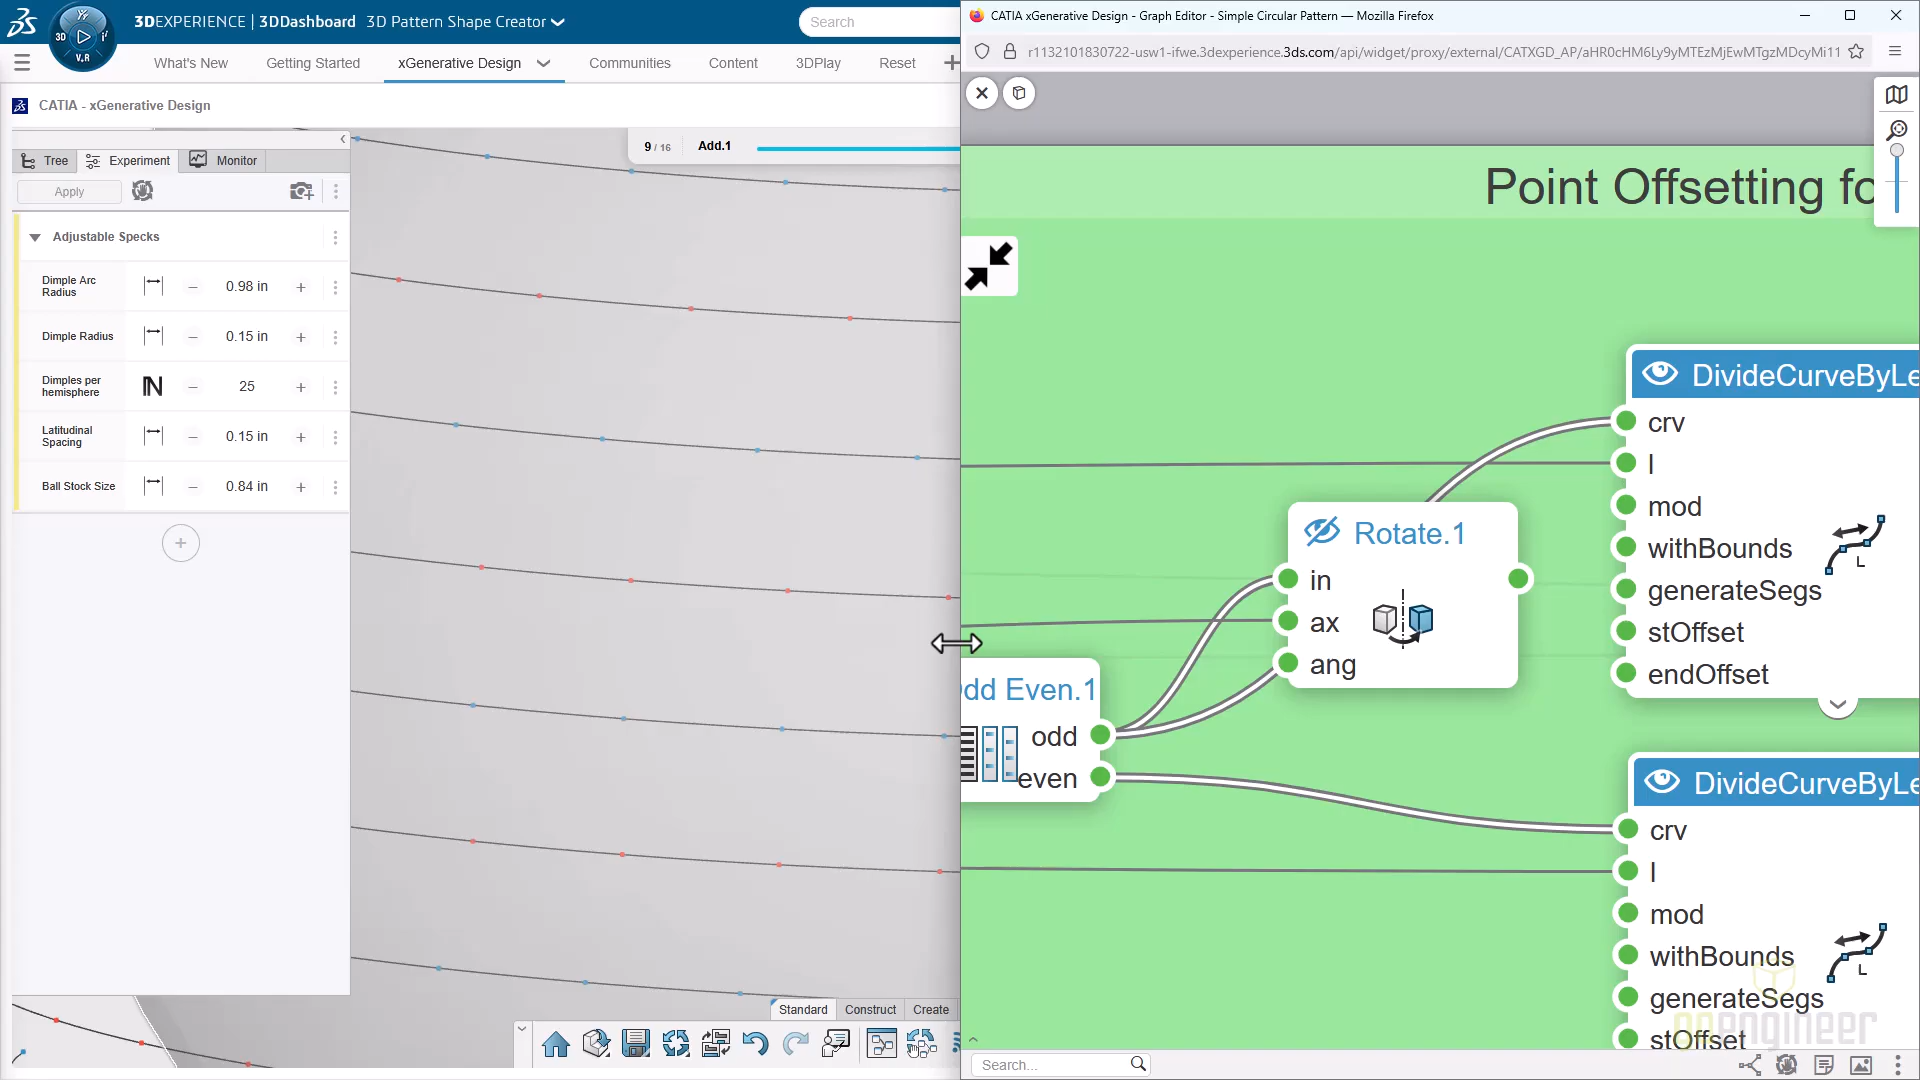 3DEXPERIENCE | 3DDashboard 3D Pattern Shape Creator
Search
3D
V.R
What's New
Getting Started
xGenerative Design
Communities
Content
3DPlay
Reset
CATIA - xGenerative Design
Tree
Experiment
Monitor
Apply
Adjustable Specks
Dimple Arc
Radius
0.98 in
Dimple Radius
0.15 in
Dimples per
hemisphere
25
Latitudinal
Spacing
0.15 in
Ball Stock Size
0.84 in
9 / 16
Add.1
Standard
Construct
Create
CATIA xGenerative Design - Graph Editor - Simple Circular Pattern — Mozilla Firefox
r1132101830722-usw1-ifwe.3dexperience.3ds.com/api/widget/proxy/external/CATXGD_AP/aHR0cHM6Ly9yMTEzMjEwMTgzMDcyMi11
Point Offsetting fo
DivideCurveByLe
crv
l
mod
withBounds
generateSegs
stOffset
endOffset
L
Rotate.1
in
ax
ang
dd Even.1
odd
even
DivideCurveByLe
crv
l
mod
withBounds
generateSegs
stOffset
L
goengineer
Search...